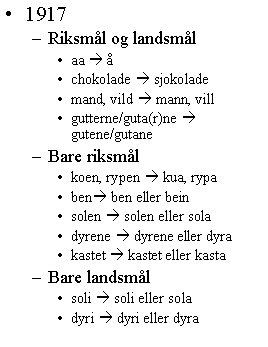 • 1917
– Riksmål og landsmål
• aa → å
• chokolade → sjokolade
• mand, vild → mann, vill
• gutterne/guta(r)ne →
gutene/gutane
– Bare riksmål
• koen, rypen → kua, rypa
• ben → ben eller bein
• solen → solen eller sola
• dyrene → dyrene eller dyra
• kastet → kastet eller kasta
– Bare landsmål
• soli → soli eller sola
• dyri → dyri eller dyra